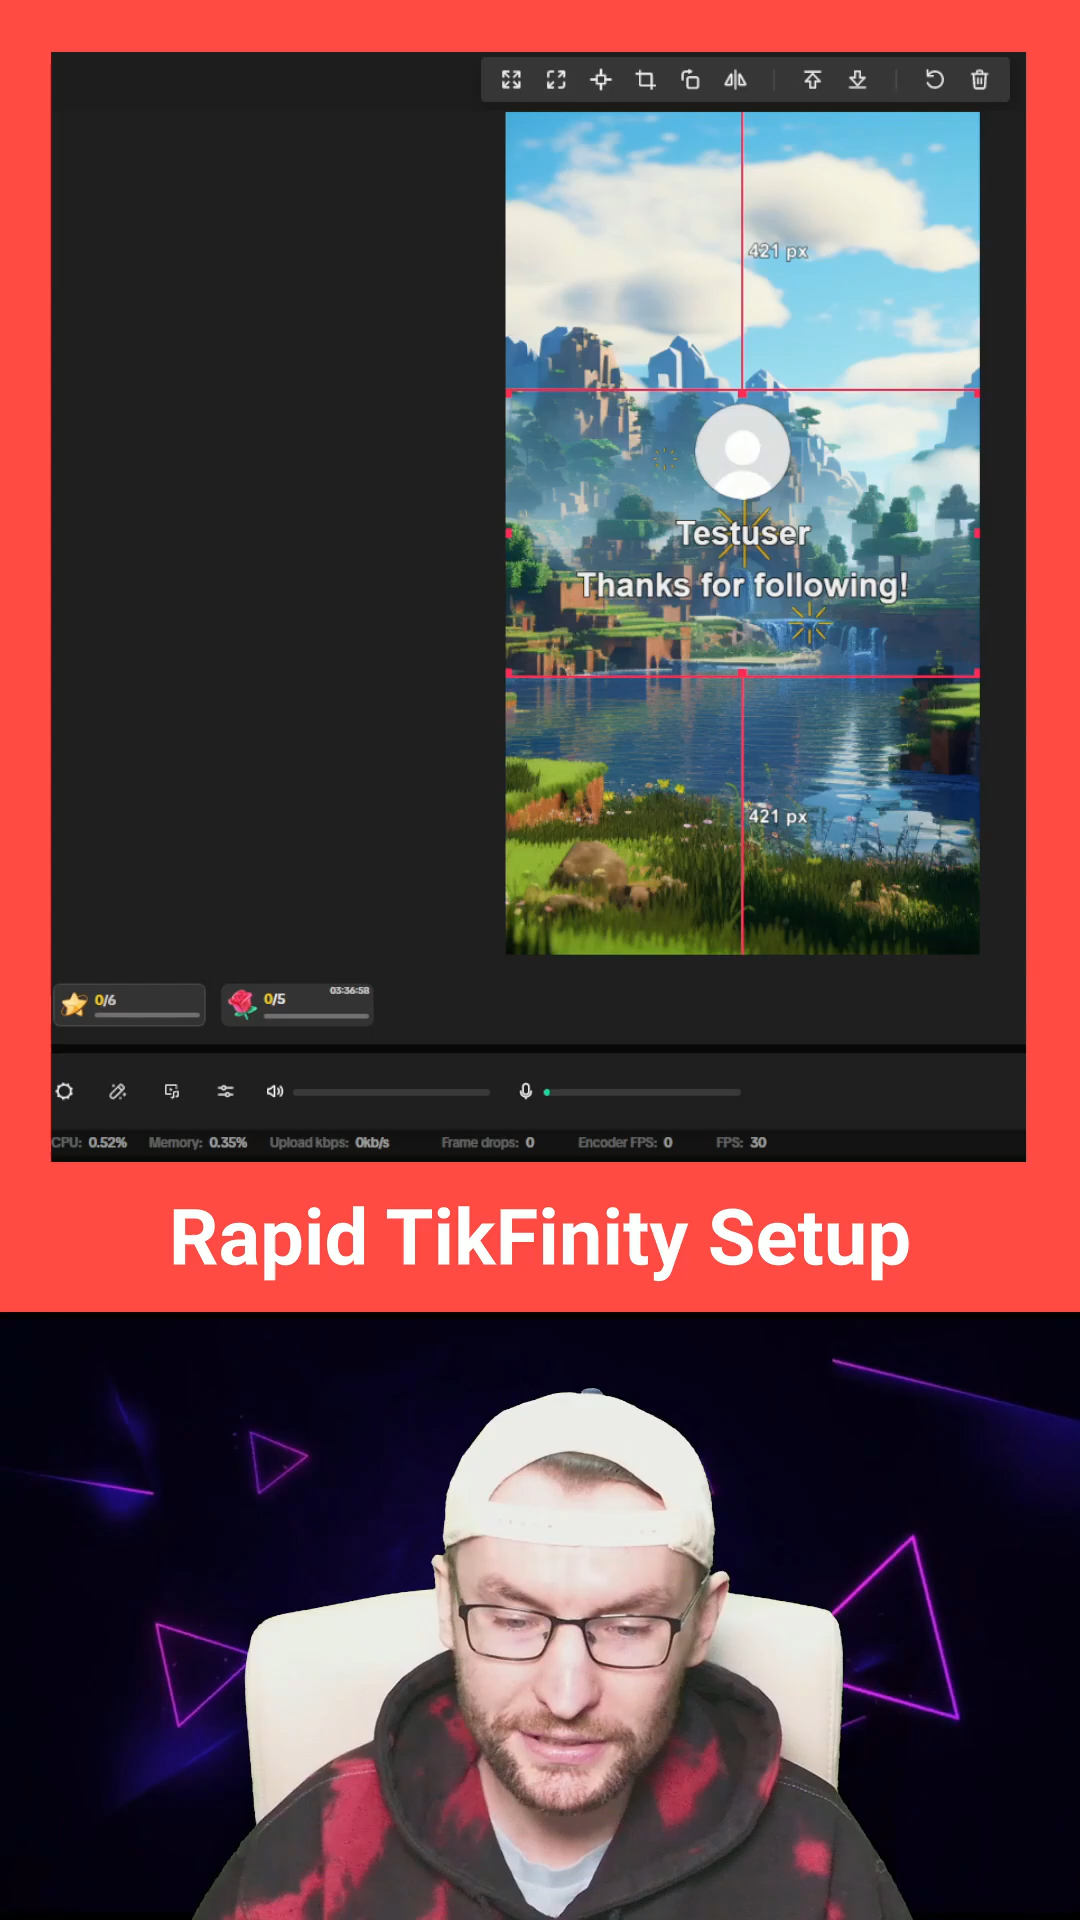 421 px
Testuser
Thanks for following!
421 px
0/6
0/5
03:36:58
CPU: 0.52% Memory: 0.35% Upload kbps: 0kb/s Frame drops: 0 Encoder FPS: 0 FPS: 30
Rapid TikFinity Setup